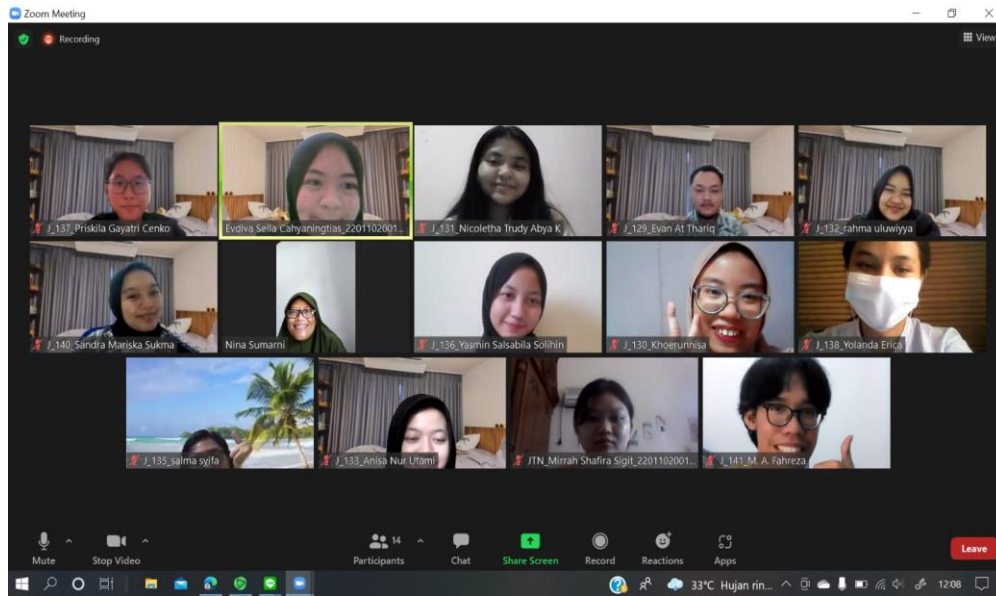 Zoom Meeting
Recording
View
J_137_Priskila Gayatri Cenko
Evdiva Sella Cahyaningtias_2201102001...
J_131_Nicoletha Trudy Abya K
J_129_Evan At Thariq
J_132_rahma uluwiyya
J_140_Sandra Mariska Sukma
Nina Sumarni
J_136_Yasmin Salsabila Solihin
J_130_Khoerunnisa
J_138_Yolanda Erica
J_135_salma syifa
J_133_Anisa Nur Utami
JTN_Mirrah Shafira Sigit_2201102001...
J_141_M. A. Fahreza
14
Mute
Stop Video
Participants
Chat
Share Screen
Record
Reactions
Apps
Leave
33°C Hujan rin...
12:08